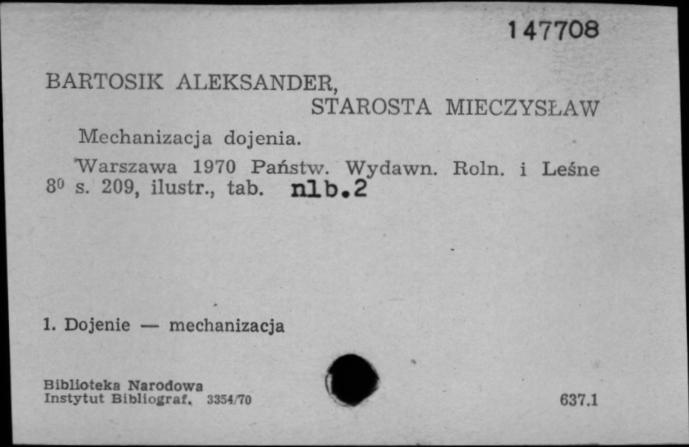 147708
BARTOSIK ALEKSANDER,
STAROSTA MIECZYSŁAW
Mechanizacja dojenia.
Warszawa 1970 Państw. Wydawn. Roln. i Leśne
8⁰ s. 209, ilustr., tab. nlb.2
1. Dojenie — mechanizacja
Biblioteka Narodowa
Instytut Bibliograf. 3354/70
637.1